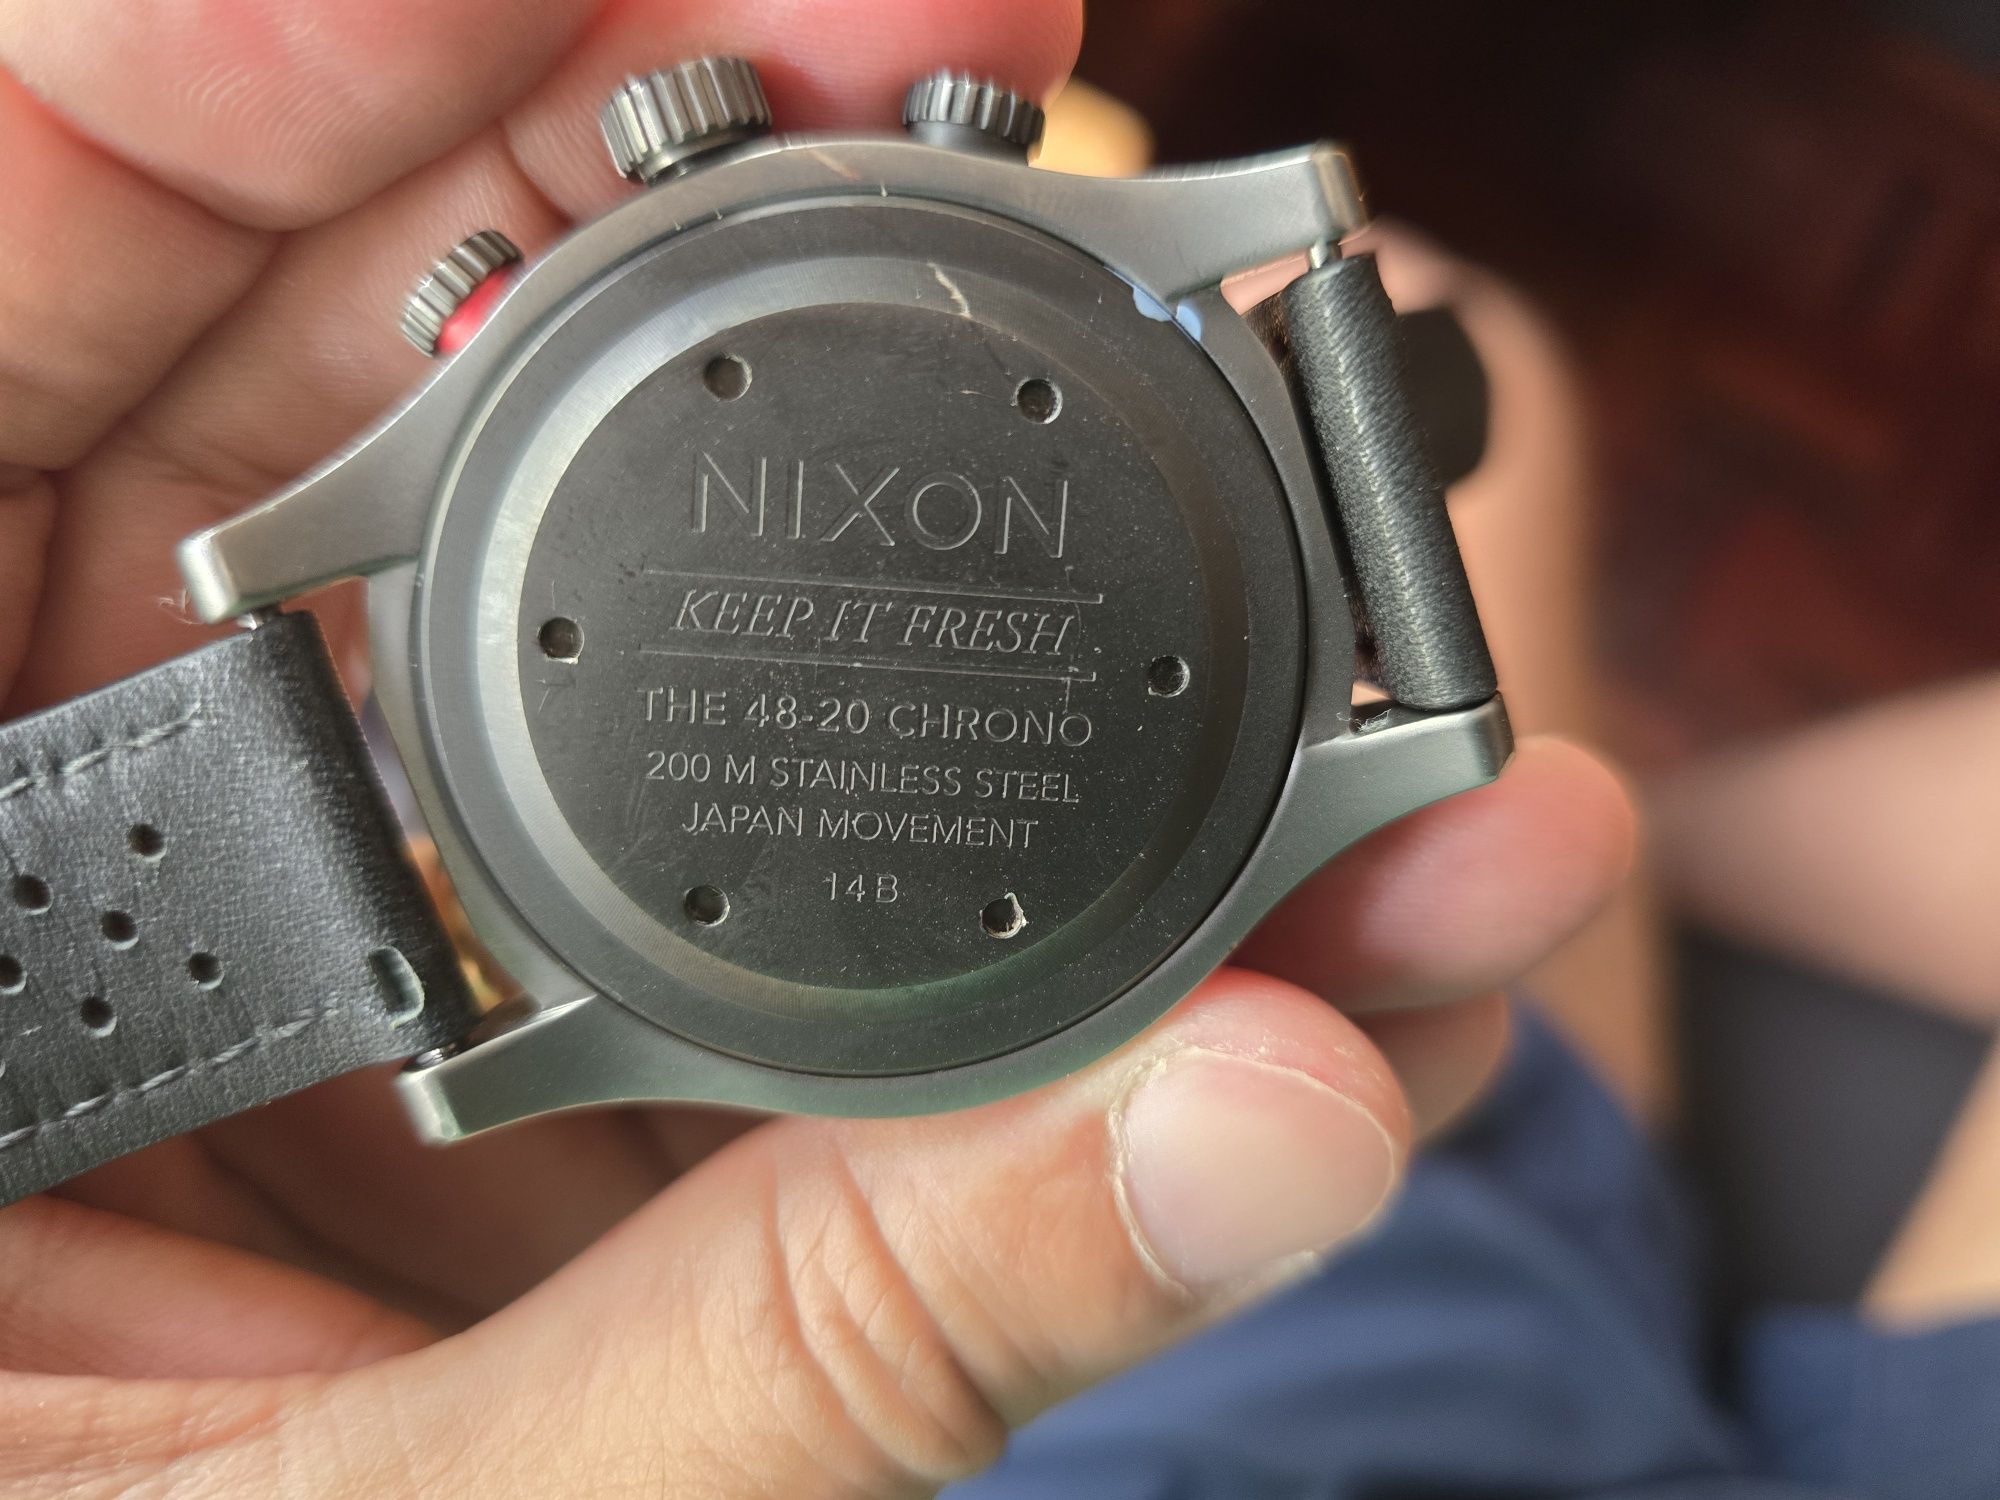 NIXON
KEEP IT FRESH
THE 48-20 CHRONO
200 M STAINLESS STEEL
JAPAN MOVEMENT
14B